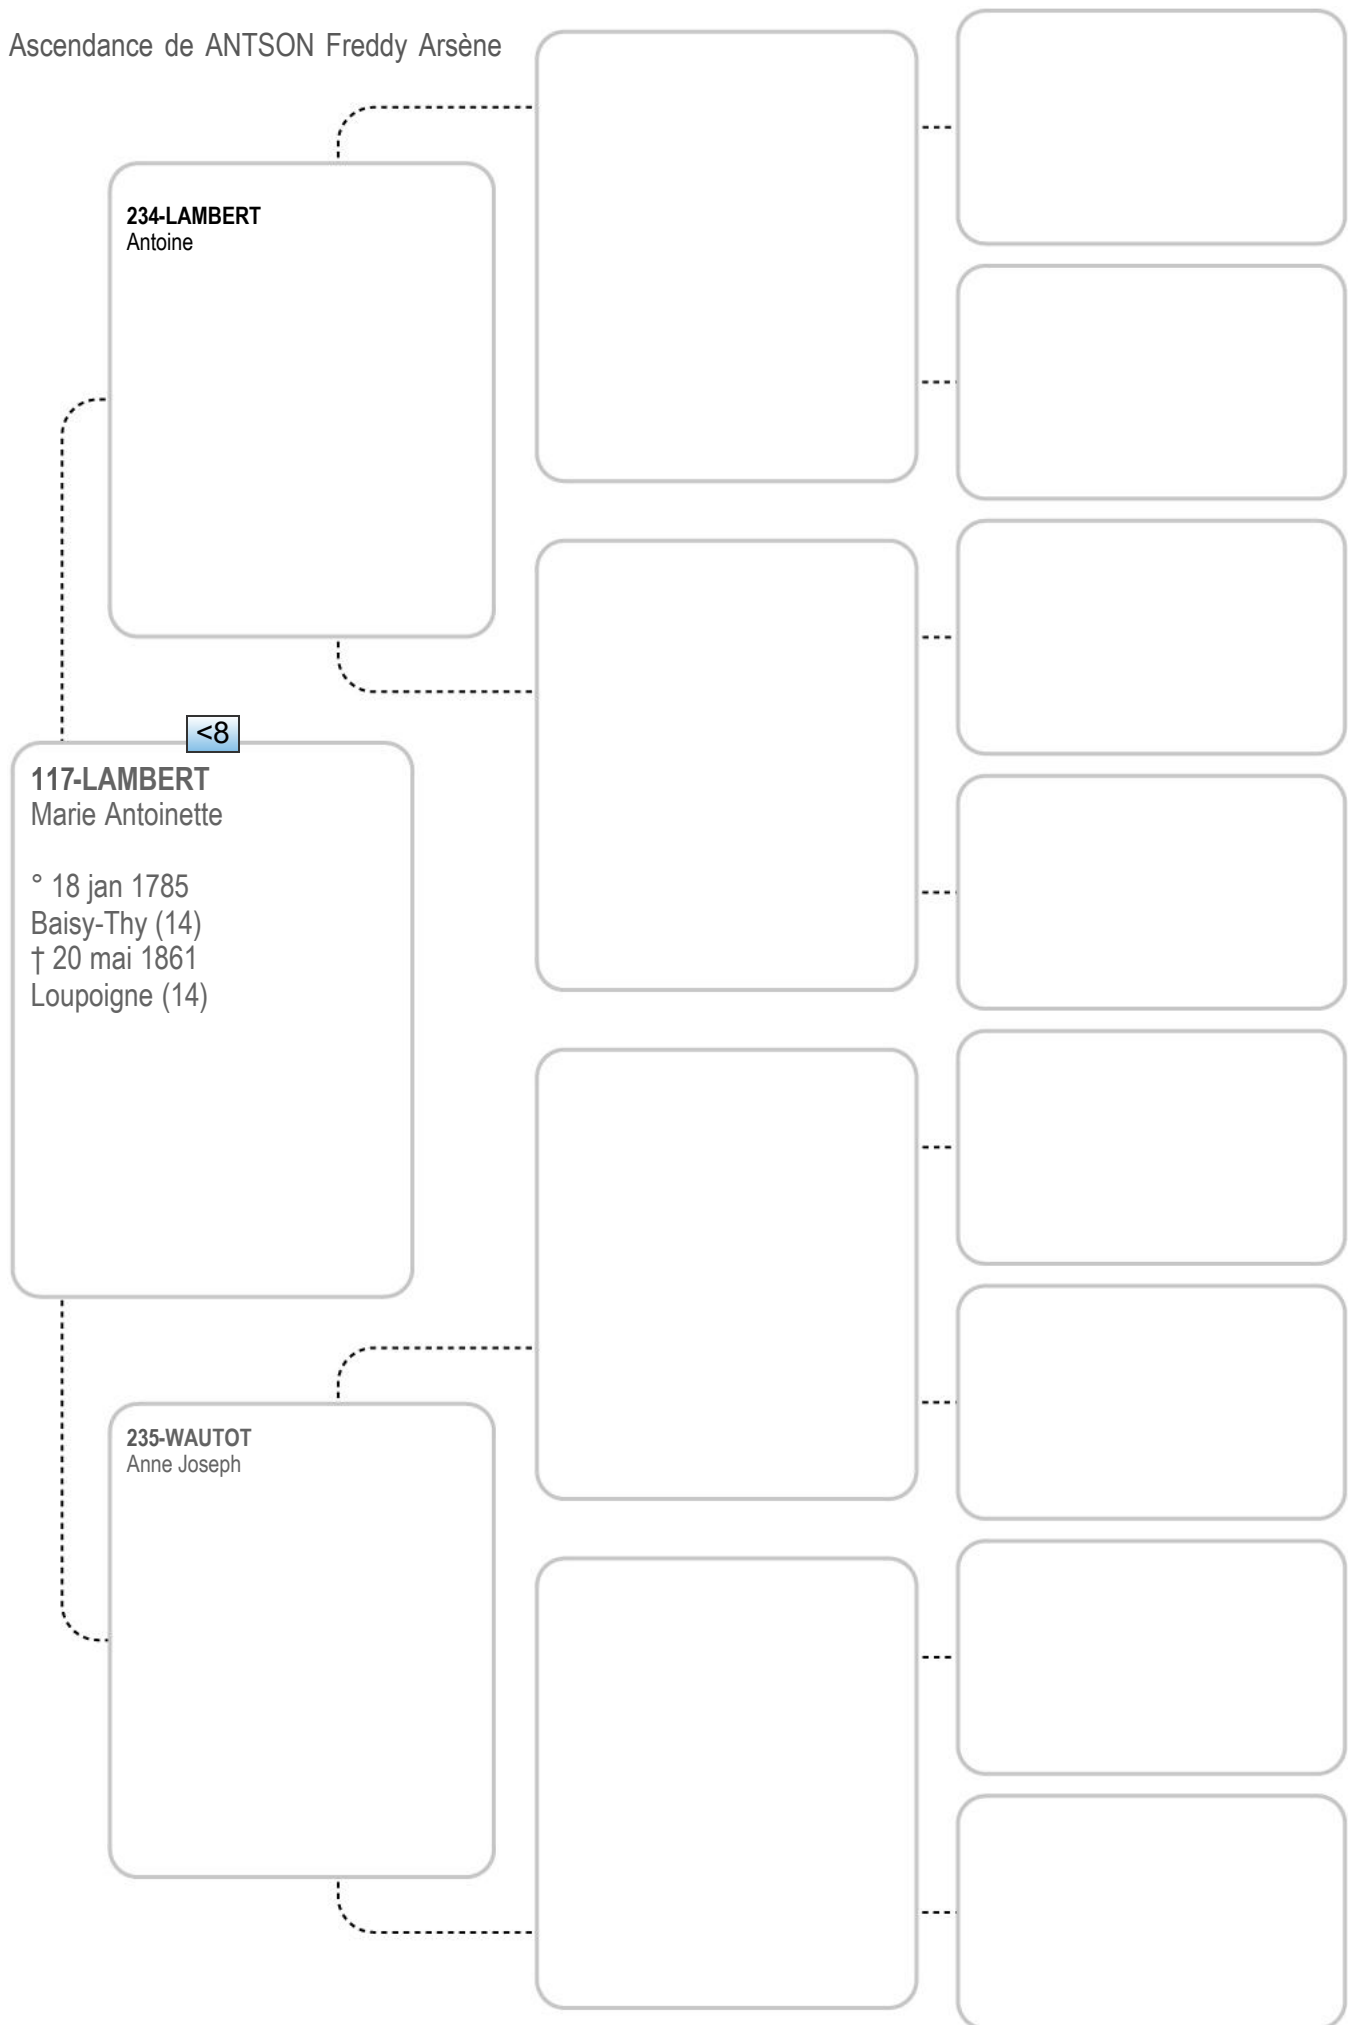 Ascendance de ANTSON Freddy Arsène
234-LAMBERT
Antoine
<8
117-LAMBERT
Marie Antoinette
° 18 jan 1785
Baisy-Thy (14)
† 20 mai 1861
Loupoigne (14)
235-WAUTOT
Anne Joseph